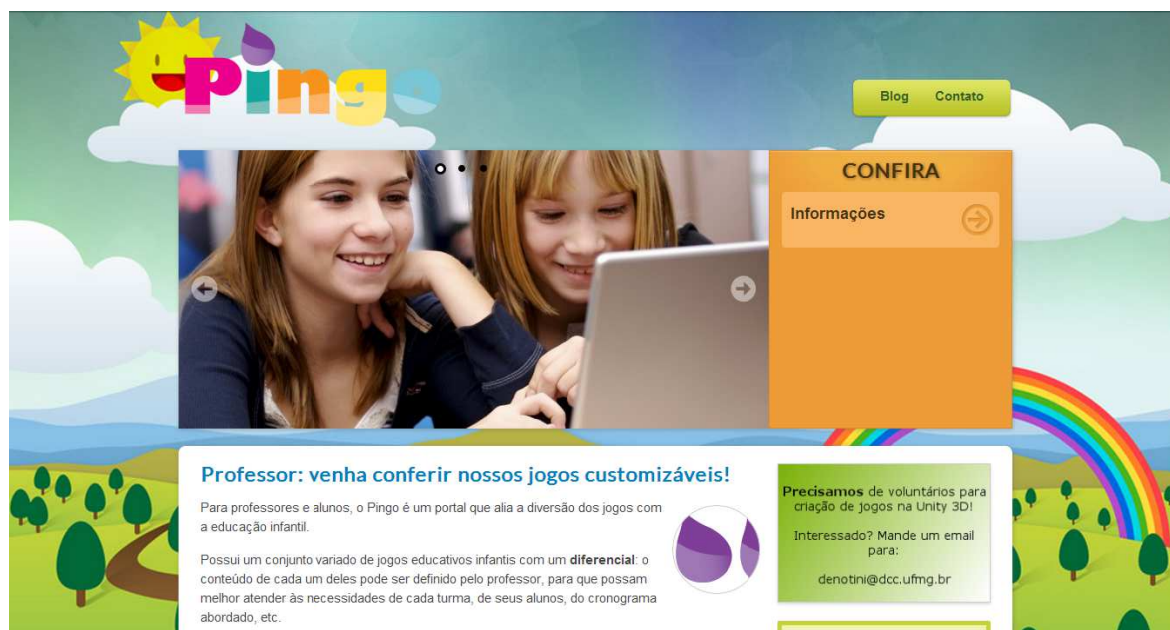 Pingo
Blog Contato
CONFIRA
Informações
Professor: venha conferir nossos jogos customizáveis!
Para professores e alunos, o Pingo é um portal que alia a diversão dos jogos com
a educação infantil.
Possui um conjunto variado de jogos educativos infantis com um diferencial: o
conteúdo de cada um deles pode ser definido pelo professor, para que possam
melhor atender às necessidades de cada turma, de seus alunos, do cronograma
abordado, etc.
Precisamos de voluntários para
criação de jogos na Unity 3D!
Interessado? Mande um email
para:
denotini@dcc.ufmg.br